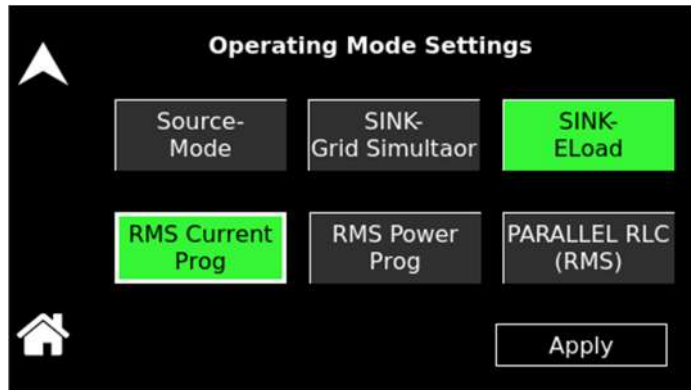 Operating Mode Settings
Source-
Mode
SINK-
Grid Simultaor
SINK-
ELoad
RMS Current
Prog
RMS Power
Prog
PARALLEL RLC
(RMS)
Apply